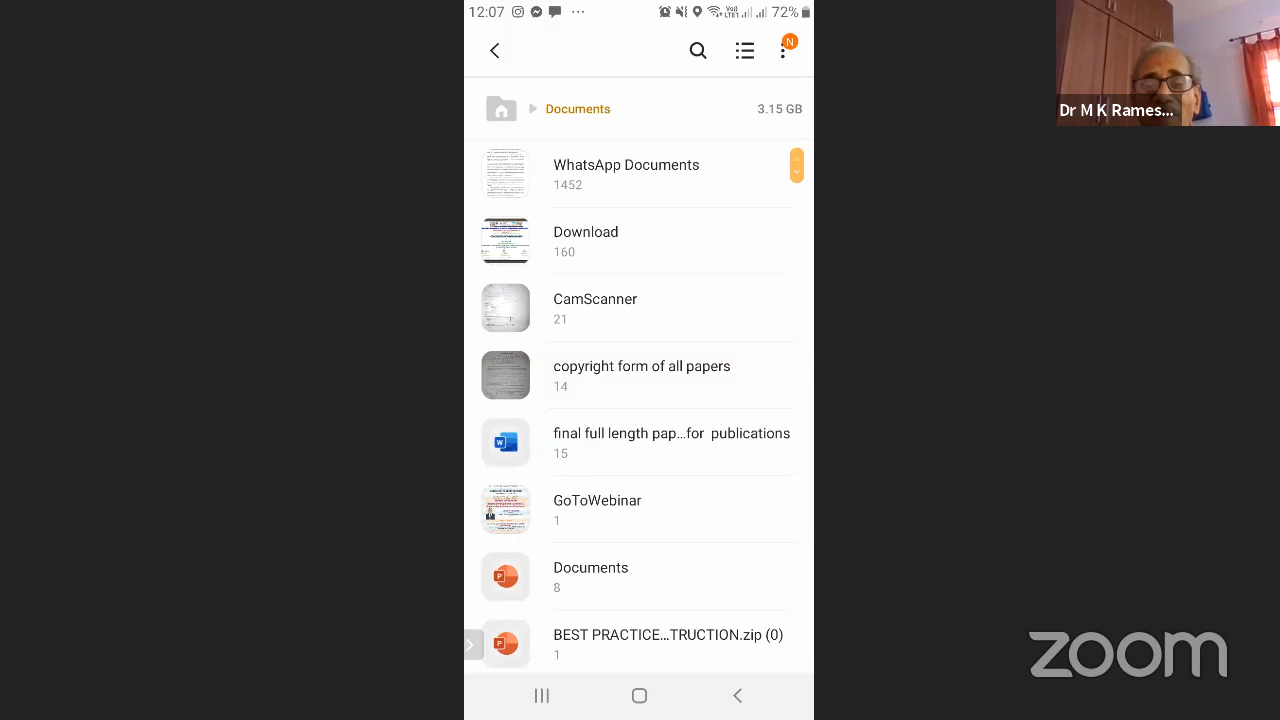 12:07
72%
N
Documents
3.15 GB
WhatsApp Documents
1452
Download
160
CamScanner
21
copyright form of all papers
14
final full length pap...for publications
15
GoToWebinar
1
Documents
8
BEST PRACTICE...TRUCTION.zip (0)
1
Dr M K Rames...
zoom